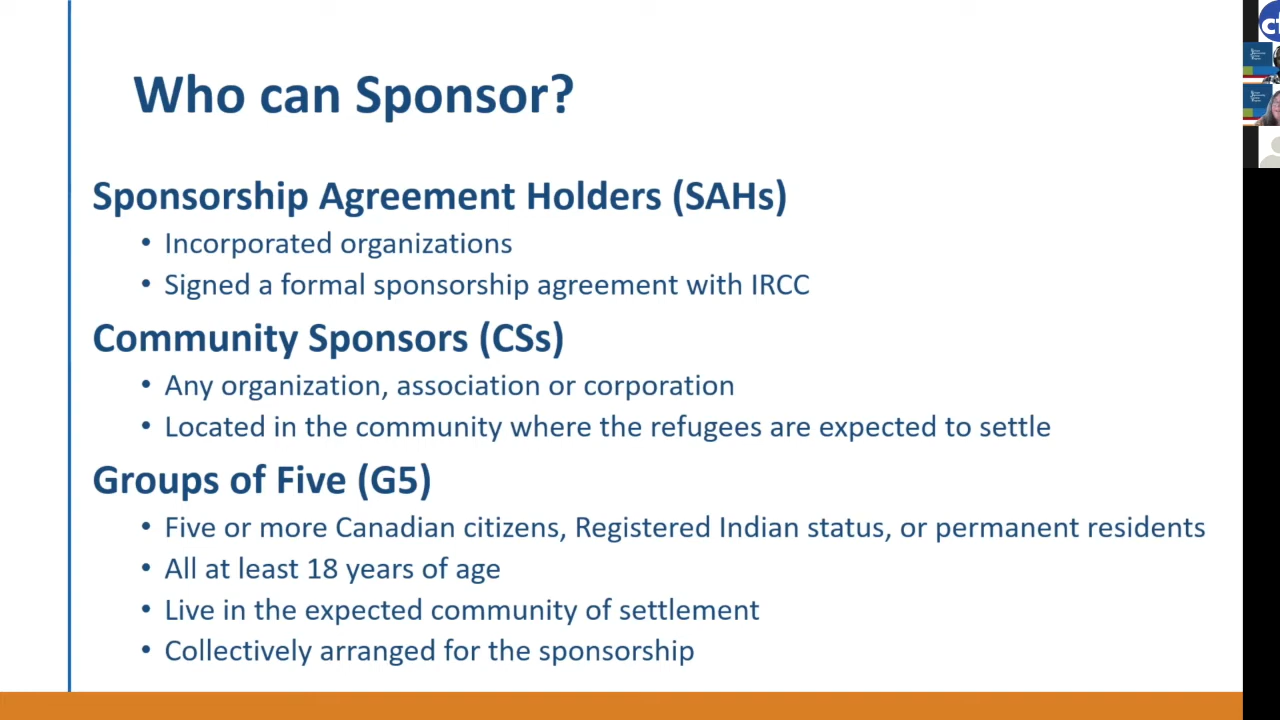 Who can Sponsor?
Sponsorship Agreement Holders (SAHs)
• Incorporated organizations
• Signed a formal sponsorship agreement with IRCC
Community Sponsors (CSs)
• Any organization, association or corporation
• Located in the community where the refugees are expected to settle
Groups of Five (G5)
• Five or more Canadian citizens, Registered Indian status, or permanent residents
• All at least 18 years of age
• Live in the expected community of settlement
• Collectively arranged for the sponsorship